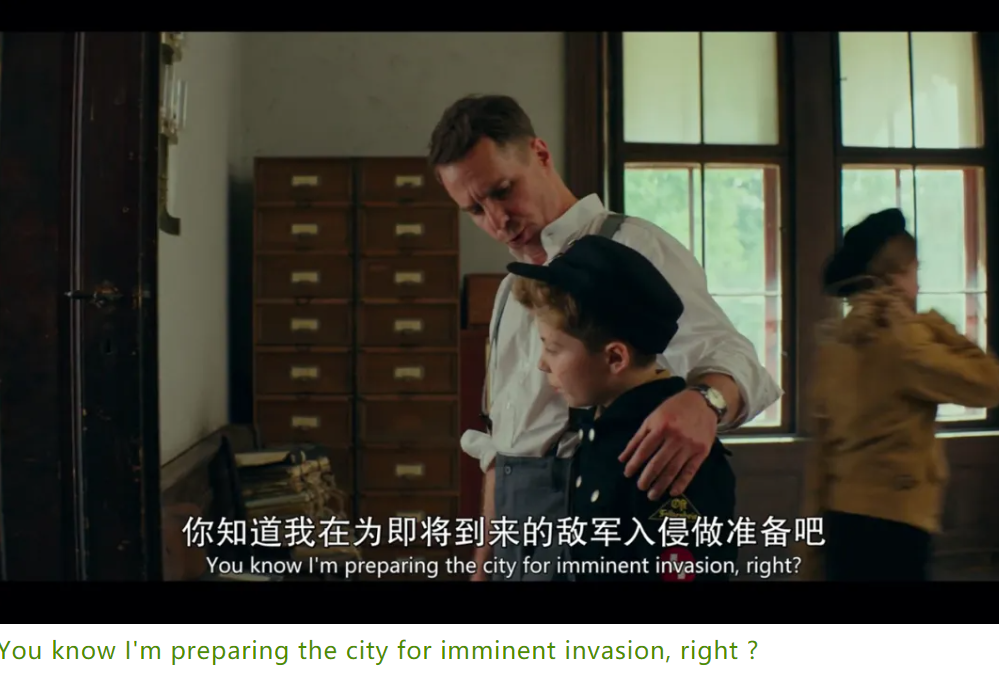 你知道我在为即将到来的敌军入侵做准备吧
You know I'm preparing the city for imminent invasion, right?
You know I'm preparing the city for imminent invasion, right ?